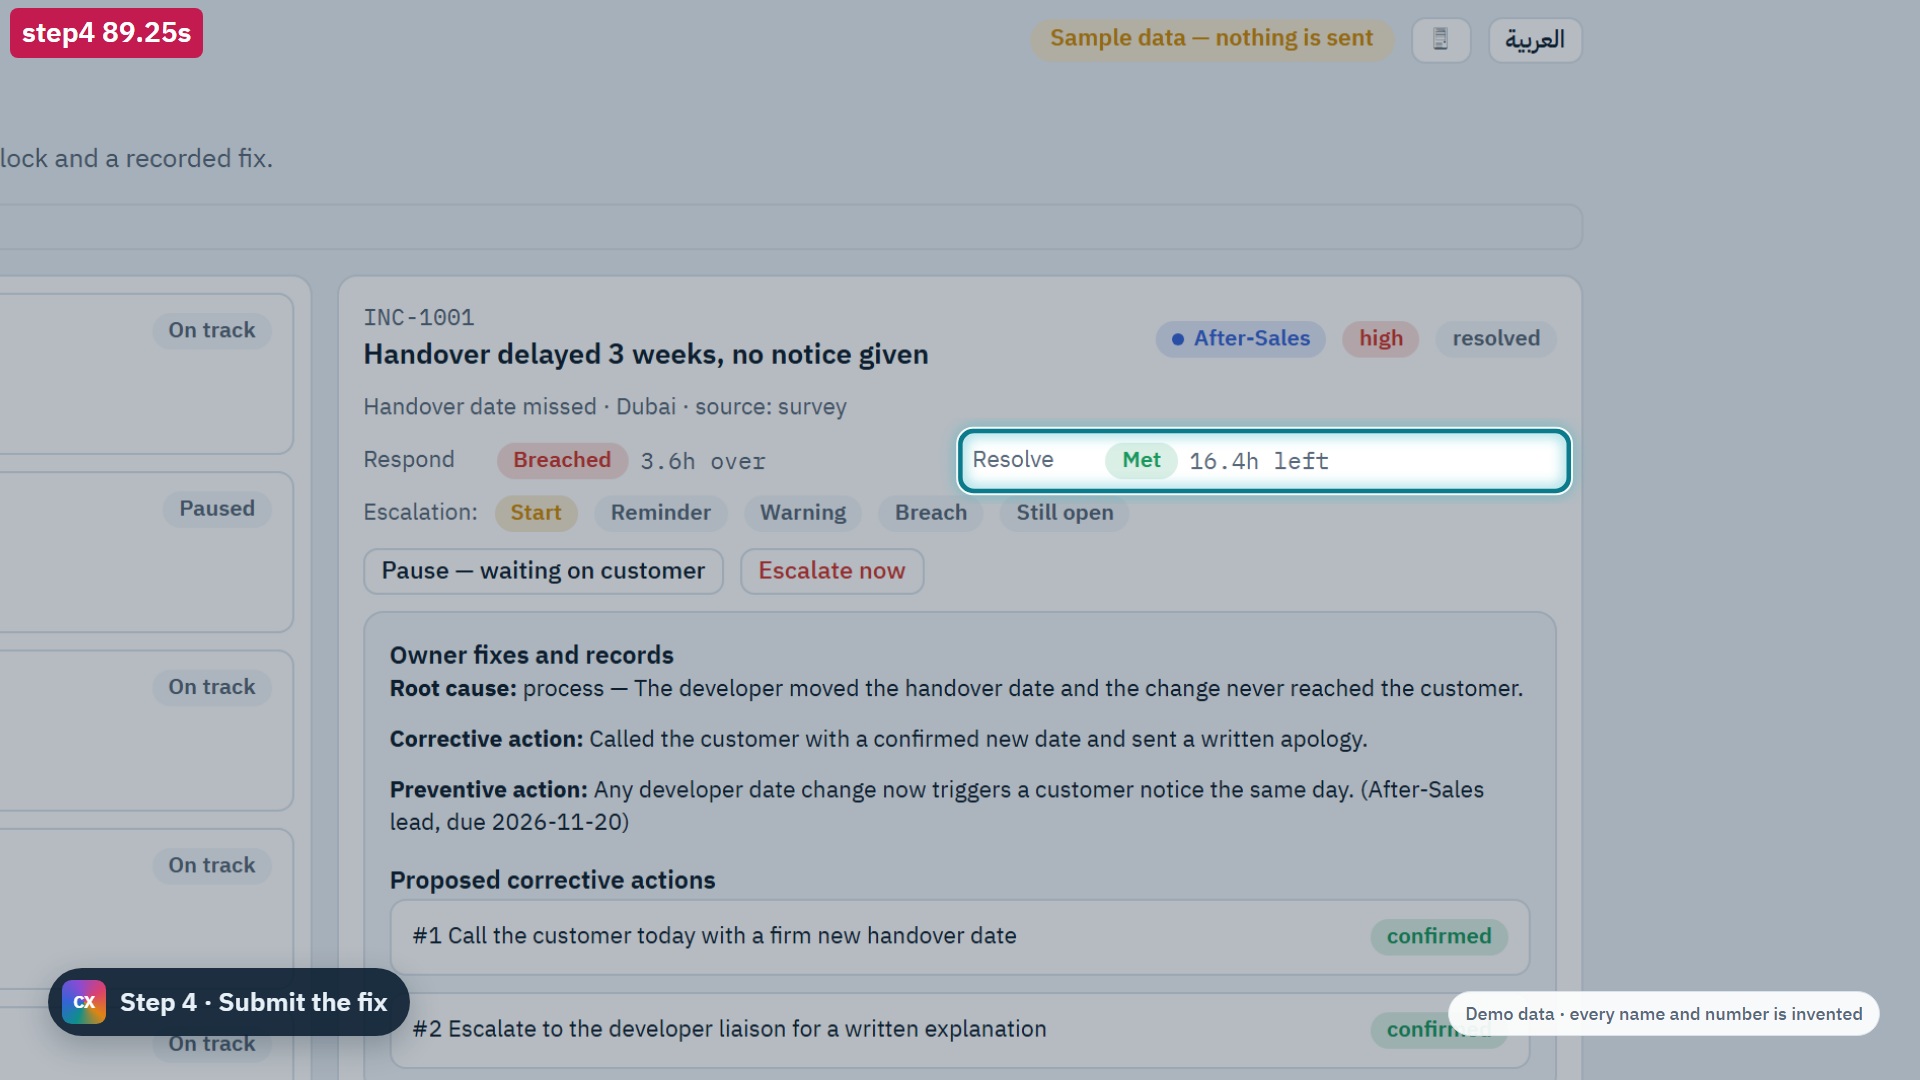 step4 89.25s
Sample data — nothing is sent
العربية
lock and a recorded fix.
On track
Paused
On track
On track
On track
INC-1001
Handover delayed 3 weeks, no notice given
After-Sales
high
resolved
Handover date missed · Dubai · source: survey
Respond Breached 3.6h over
Resolve Met 16.4h left
Escalation: Start Reminder Warning Breach Still open
Pause — waiting on customer
Escalate now
Owner fixes and records
Root cause: process — The developer moved the handover date and the change never reached the customer.
Corrective action: Called the customer with a confirmed new date and sent a written apology.
Preventive action: Any developer date change now triggers a customer notice the same day. (After-Sales
lead, due 2026-11-20)
Proposed corrective actions
#1 Call the customer today with a firm new handover date
confirmed
#2 Escalate to the developer liaison for a written explanation
confirmed
CX
Step 4 · Submit the fix
Demo data · every name and number is invented